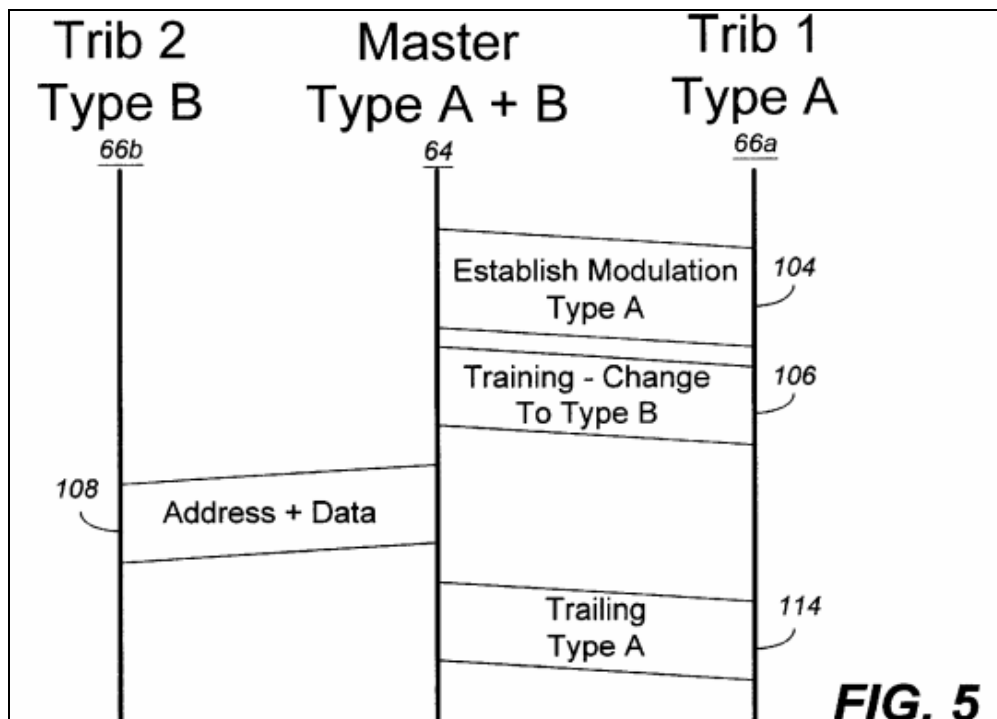 Trib 2
Type B
66b
Master
Type A + B
64
Trib 1
Type A
66a
Establish Modulation
Type A
104
Training - Change
To Type B
106
108
Address + Data
Trailing
Type A
114
FIG. 5